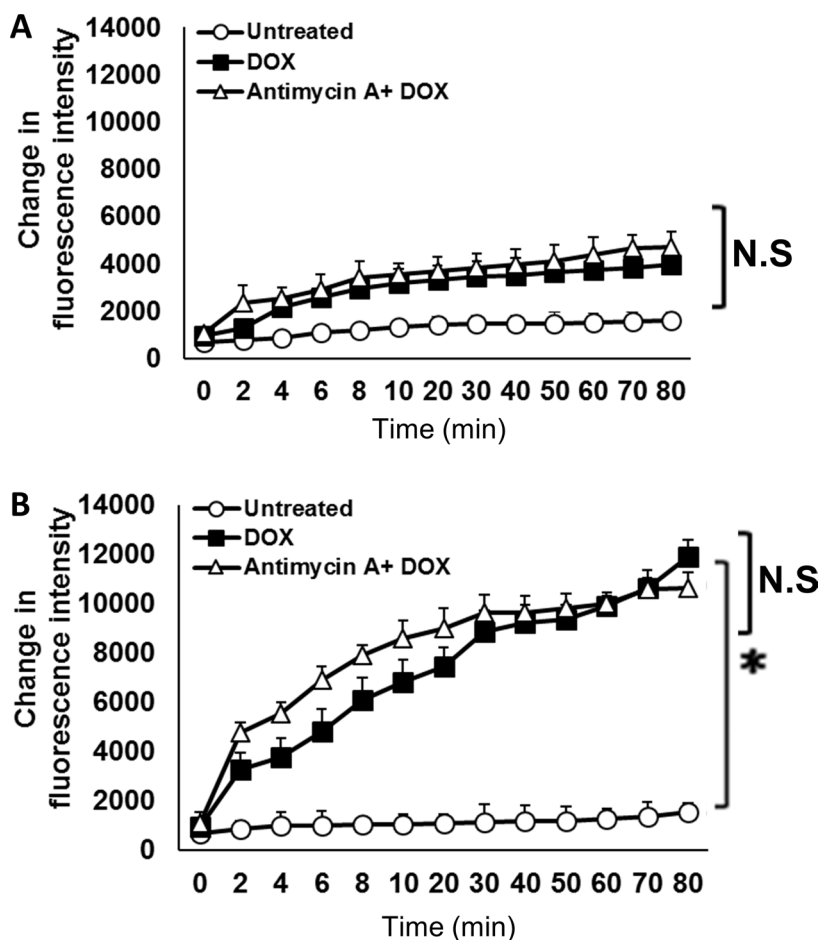 A
Change in
fluorescence intensity
14000
12000
10000
8000
6000
4000
2000
0
Untreated
DOX
Antimycin A+ DOX
N.S
0 2 4 6 8 10 20 30 40 50 60 70 80
Time (min)
B
Change in
fluorescence intensity
14000
12000
10000
8000
6000
4000
2000
0
Untreated
DOX
Antimycin A+ DOX
N.S
*
0 2 4 6 8 10 20 30 40 50 60 70 80
Time (min)